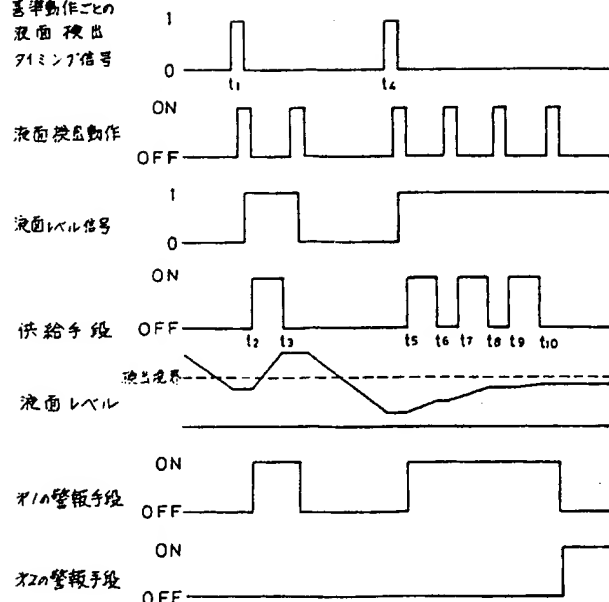 基準動作ごとの
液面検出
タイミング信号
1
0
t1
t4
液面検出動作
ON
OFF
液面レベル信号
1
0
供給手段
ON
OFF
t2
t3
t5
t6
t7
t8
t9
t10
検出境界
液面レベル
才1の警報手段
ON
OFF
才2の警報手段
ON
OFF